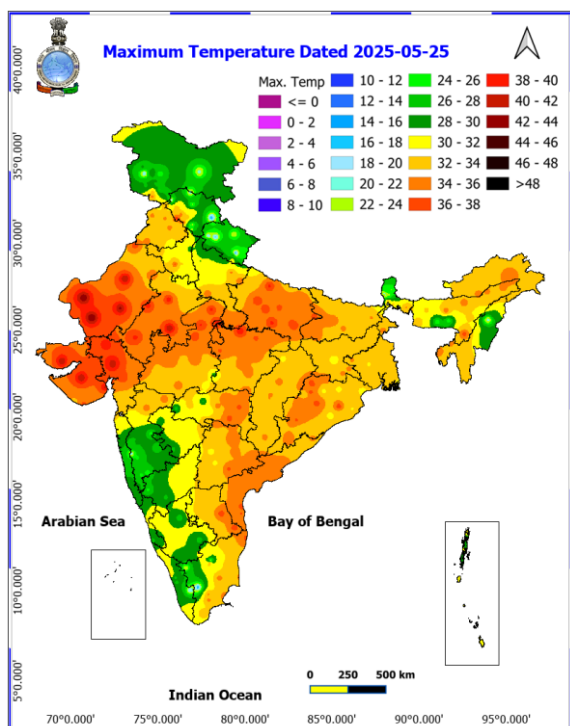 Maximum Temperature Dated 2025-05-25
Max. Temp
<= 0
0 - 2
2 - 4
4 - 6
6 - 8
8 - 10
10 - 12
12 - 14
14 - 16
16 - 18
18 - 20
20 - 22
22 - 24
24 - 26
26 - 28
28 - 30
30 - 32
32 - 34
34 - 36
36 - 38
38 - 40
40 - 42
42 - 44
44 - 46
46 - 48
>48
40°0.000'
35°0.000'
30°0.000'
25°0.000'
20°0.000'
15°0.000'
10°0.000'
5°0.000'
Arabian Sea
Bay of Bengal
Indian Ocean
0 250 500 km
70°0.000' 75°0.000' 80°0.000' 85°0.000' 90°0.000' 95°0.000'